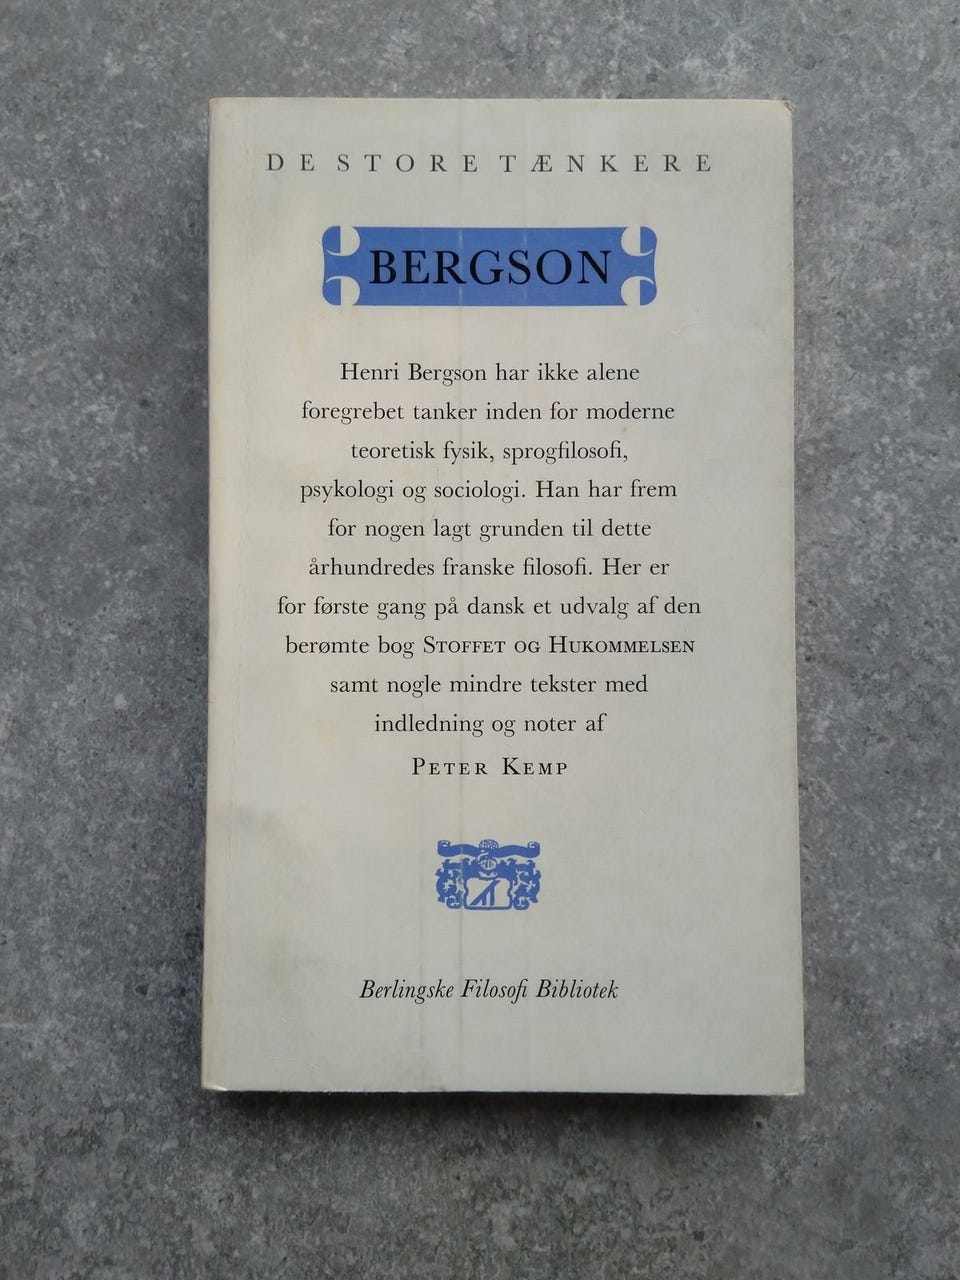 DE STORE TÆNKERE
BERGSON
Henri Bergson har ikke alene
foregrebet tanker inden for moderne
teoretisk fysik, sprogfilosofi,
psykologi og sociologi. Han har frem
for nogen lagt grunden til dette
århundredes franske filosofi. Her er
for første gang på dansk et udvalg af den
berømte bog STOFFET OG HUKOMMELSEN
samt nogle mindre tekster med
indledning og noter af
PETER KEMP
Berlingske Filosofi Bibliotek